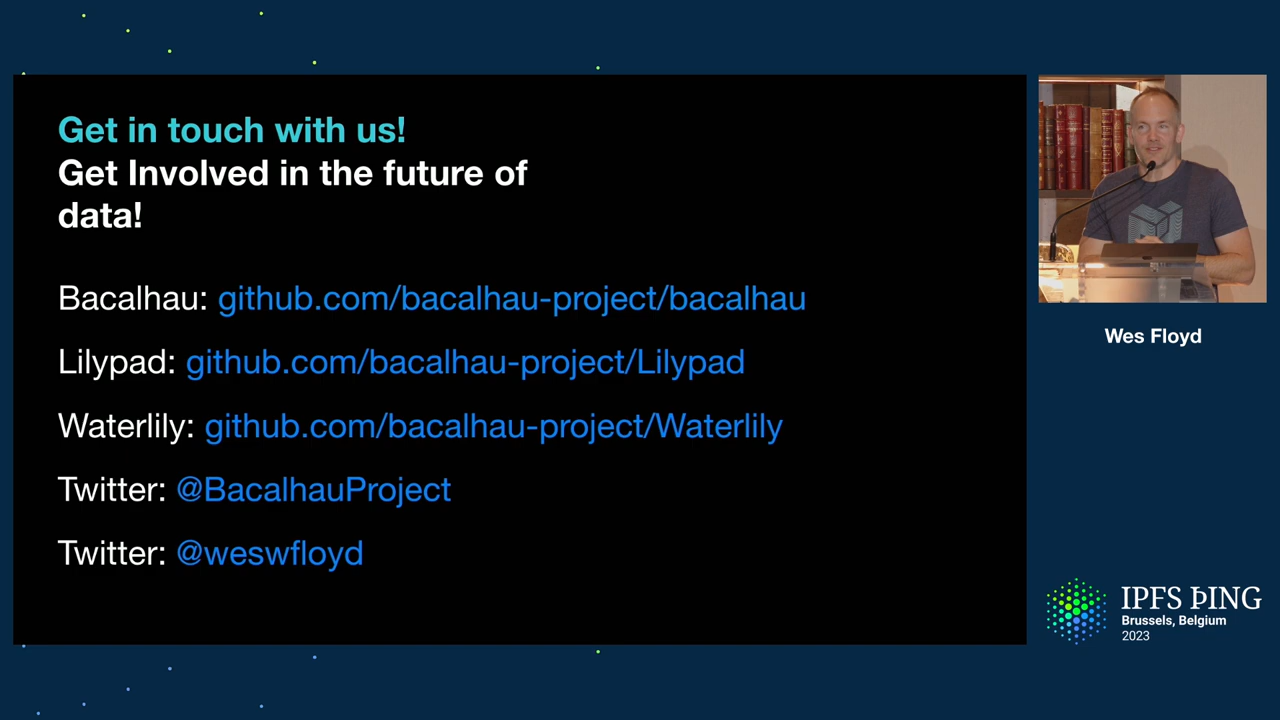 Get in touch with us!
Get Involved in the future of
data!
Bacalhau: github.com/bacalhau-project/bacalhau
Lilypad: github.com/bacalhau-project/Lilypad
Waterlily: github.com/bacalhau-project/Waterlily
Twitter: @BacalhauProject
Twitter: @weswfloyd
Wes Floyd
IPFS ÞING
Brussels, Belgium
2023